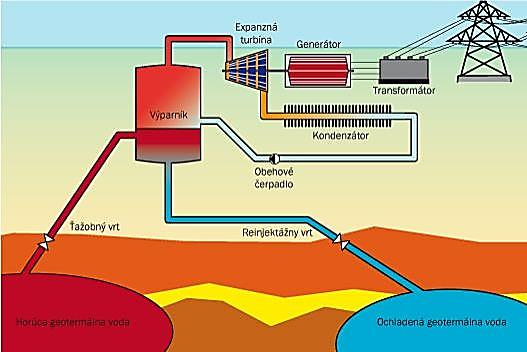 Expanzná
turbína
Generátor
Transformátor
Výparník
Kondenzátor
Obehové
čerpadlo
Ťažobný vrt
Reinjektážny vrt
Horúca geotermálna voda
Ochladená geotermálna voda